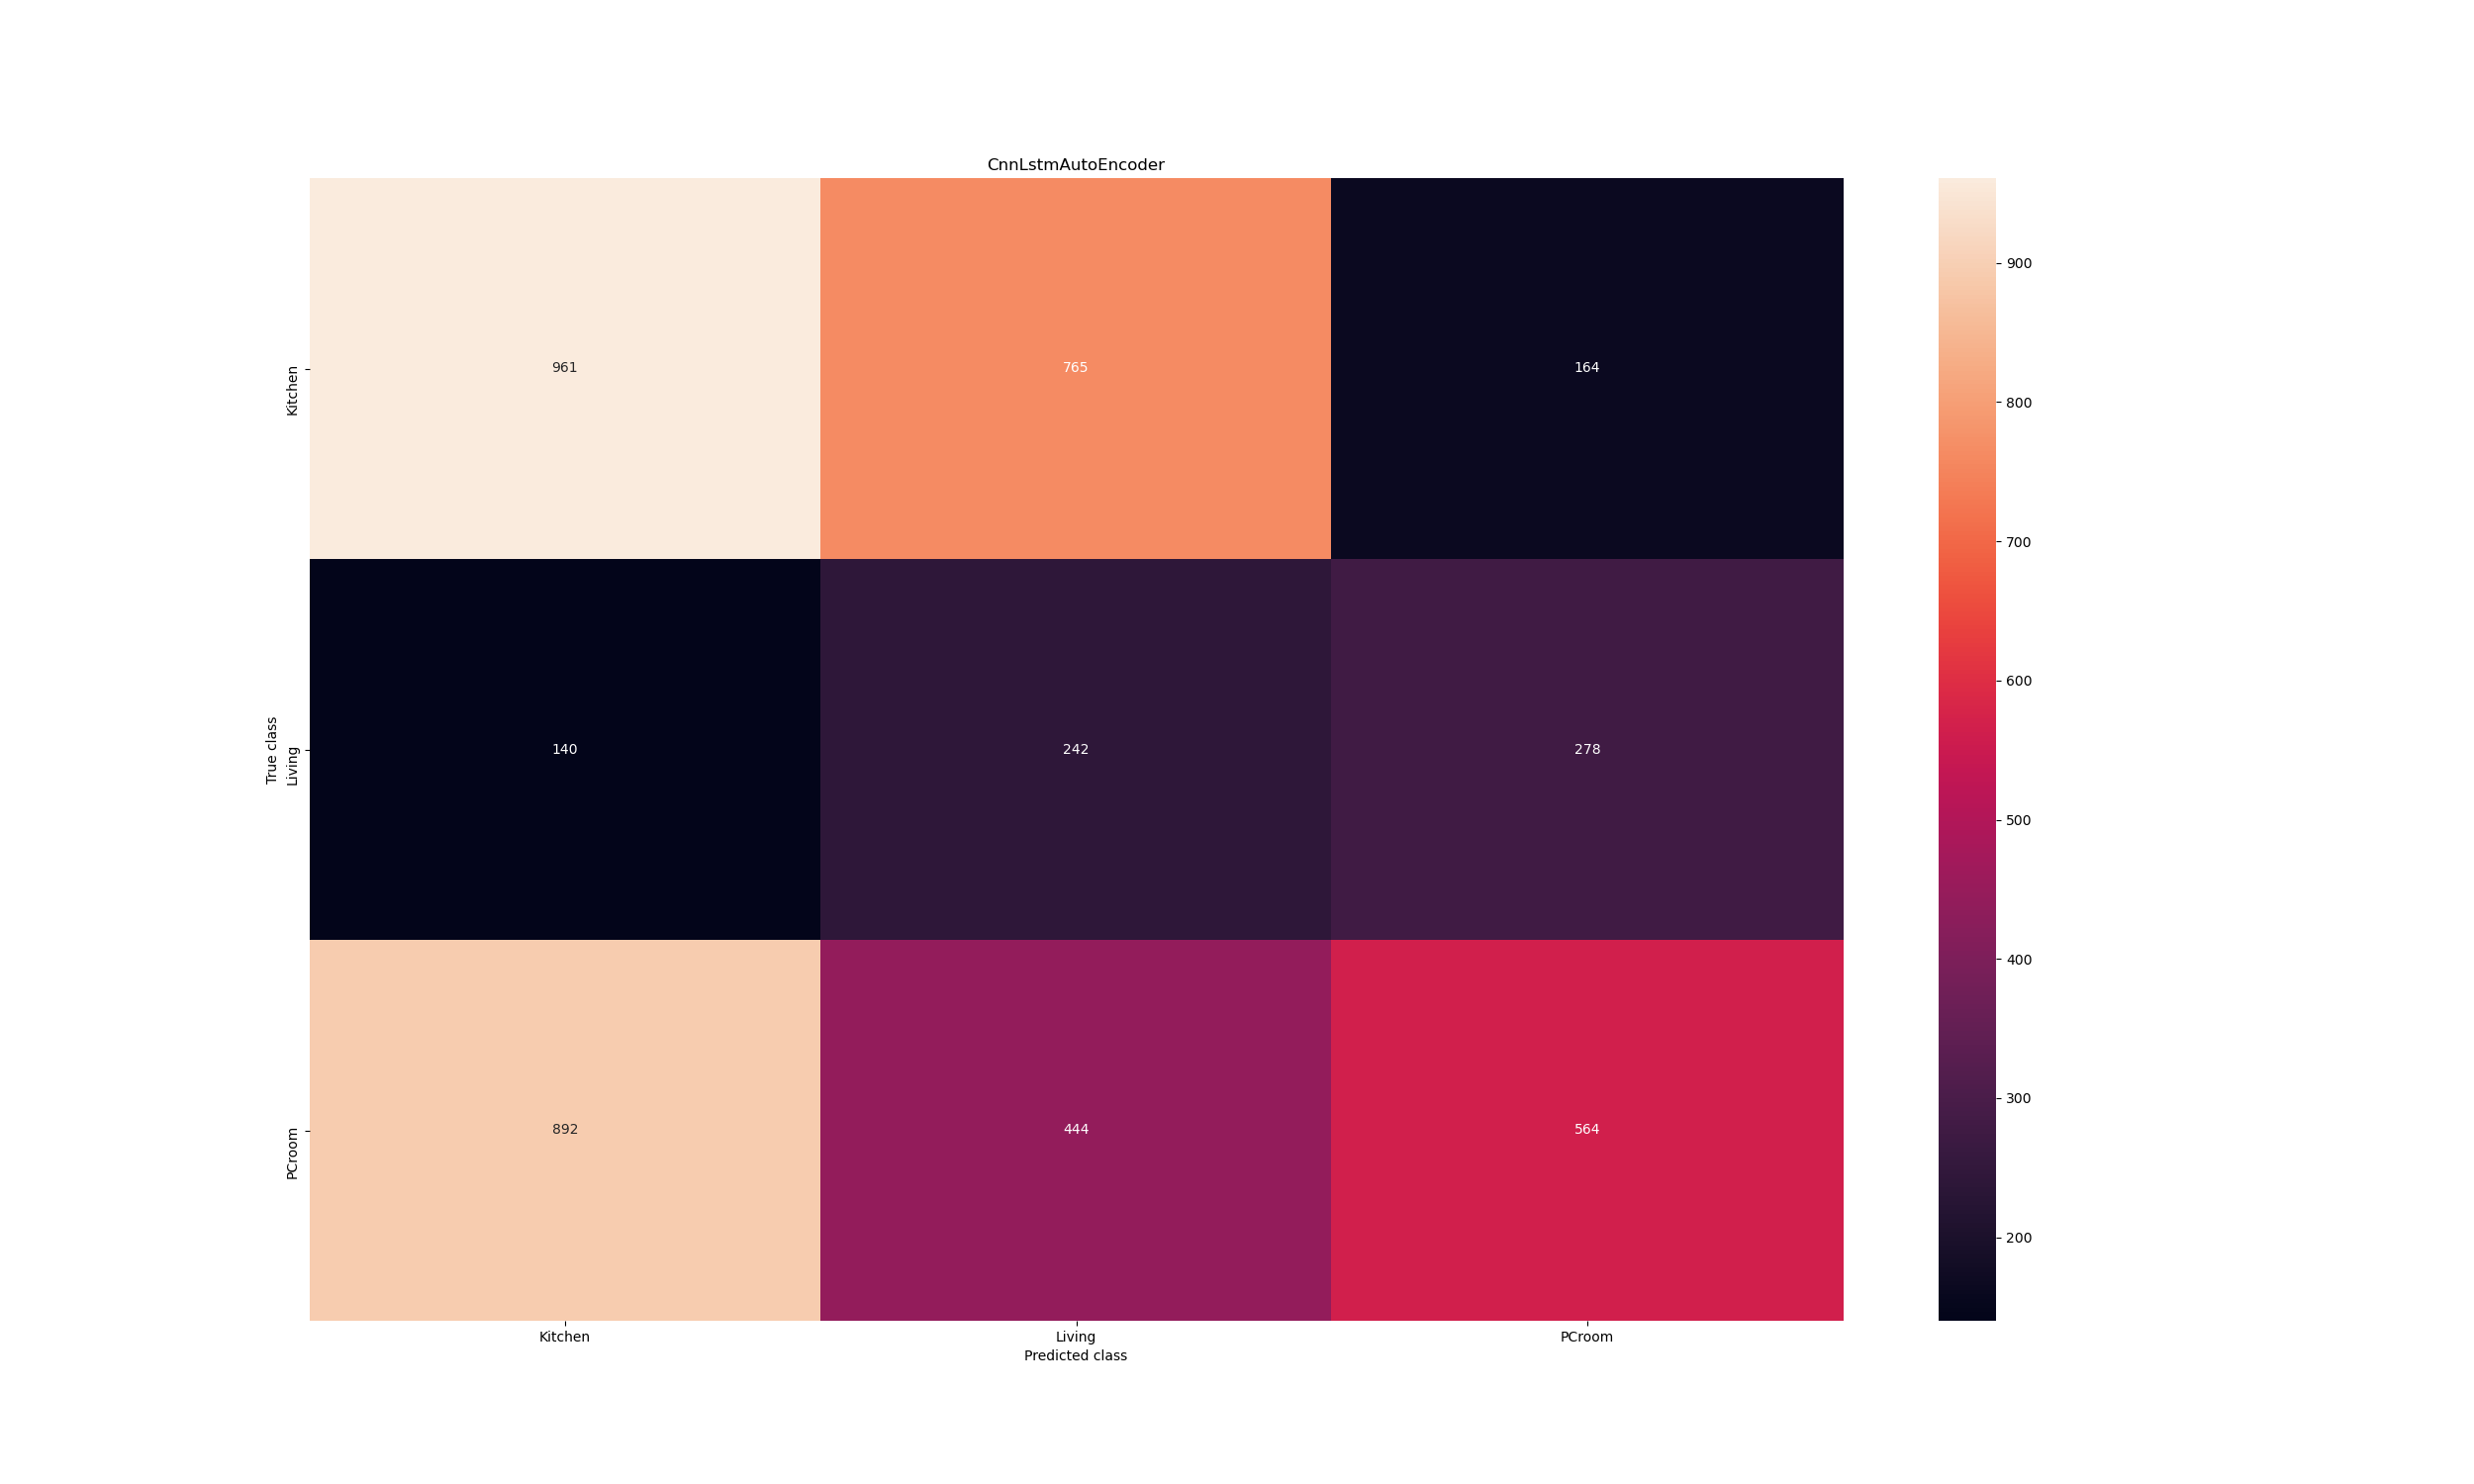 CnnLstmAutoEncoder
Kitchen
961 765 164
900
800
700
True class
Living
140 242 278
600
500
400
PCroom
892 444 564
300
200
Kitchen Living PCroom
Predicted class